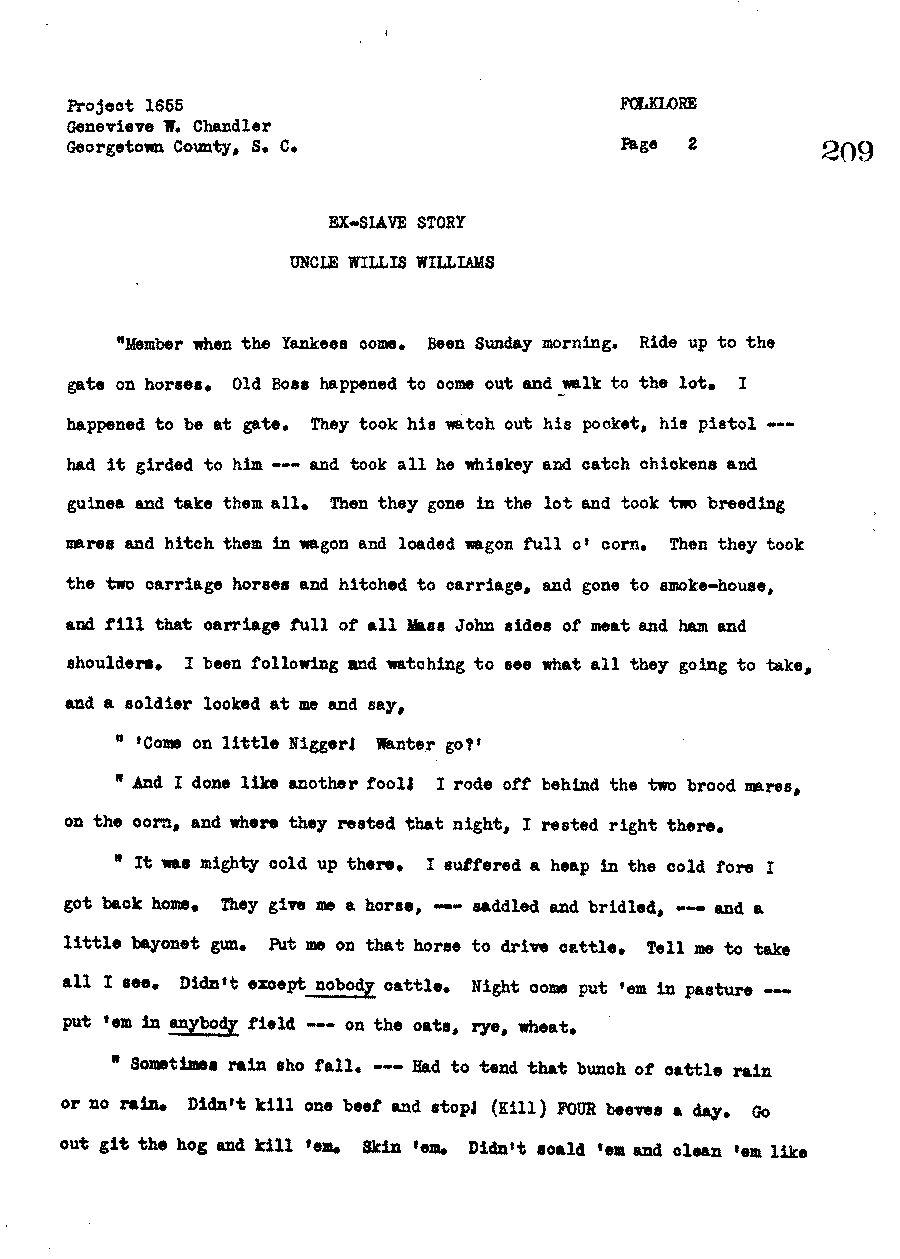 Project 1655
Genevieve W. Chandler
Georgetown County, S. C.
FOLKLORE
Page 2
209
EX-SLAVE STORY
UNCLE WILLIS WILLIAMS
"Member when the Yankees come. Been Sunday morning. Ride up to the
gate on horses. Old Boss happened to come out and walk to the lot. I
happened to be at gate. They took his watch out his pocket, his pistol ---
had it girded to him --- and took all he whiskey and catch chickens and
guinea and take them all. Then they gone in the lot and took two breeding
mares and hitch them in wagon and loaded wagon full o' corn. Then they took
the two carriage horses and hitched to carriage, and gone to smoke-house,
and fill that carriage full of all Mass John sides of meat and ham and
shoulders. I been following and watching to see what all they going to take,
and a soldier looked at me and say,
" 'Come on little Nigger! Wanter go?'
" And I done like another fool! I rode off behind the two brood mares,
on the corn, and where they rested that night, I rested right there.
" It was mighty cold up there. I suffered a heap in the cold fore I
got back home. They give me a horse, --- saddled and bridled, --- and a
little bayonet gun. Put me on that horse to drive cattle. Tell me to take
all I see. Didn't except nobody cattle. Night come put 'em in pasture ---
put 'em in anybody field --- on the oats, rye, wheat.
" Sometimes rain sho fall. --- Had to tend that bunch of cattle rain
or no rain. Didn't kill one beef and stop! (Kill) FOUR beeves a day. Go
out git the hog and kill 'em. Skin 'em. Didn't scald 'em and clean 'em like